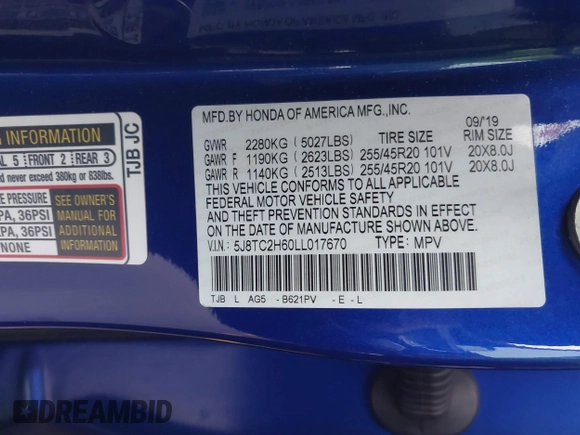 MFD.BY HONDA OF AMERICA MFG.,INC.
09/19
GVWR 2280KG (5027LBS) TIRE SIZE RIM SIZE
GAWR F 1190KG (2623LBS) 255/45R20 101V 20X8.0J
GAWR R 1140KG (2513LBS) 255/45R20 101V 20X8.0J
THIS VEHICLE CONFORMS TO ALL APPLICABLE
FEDERAL MOTOR VEHICLE SAFETY
AND THEFT PREVENTION STANDARDS IN EFFECT
ON THE DATE OF MANUFACTURE SHOWN ABOVE.
V.I.N: 5J8TC2H60LL017670 TYPE: MPV
TJB L AG5 - B621PV - E - L
INFORMATION
5 FRONT 2 REAR 3
never exceed 380kg or 838lbs.
PRESSURE
PA, 36PSI
PA, 36PSI
NONE
SEE OWNER'S
MANUAL FOR
ADDITIONAL
INFORMATION
TJB JC
DREAMBID